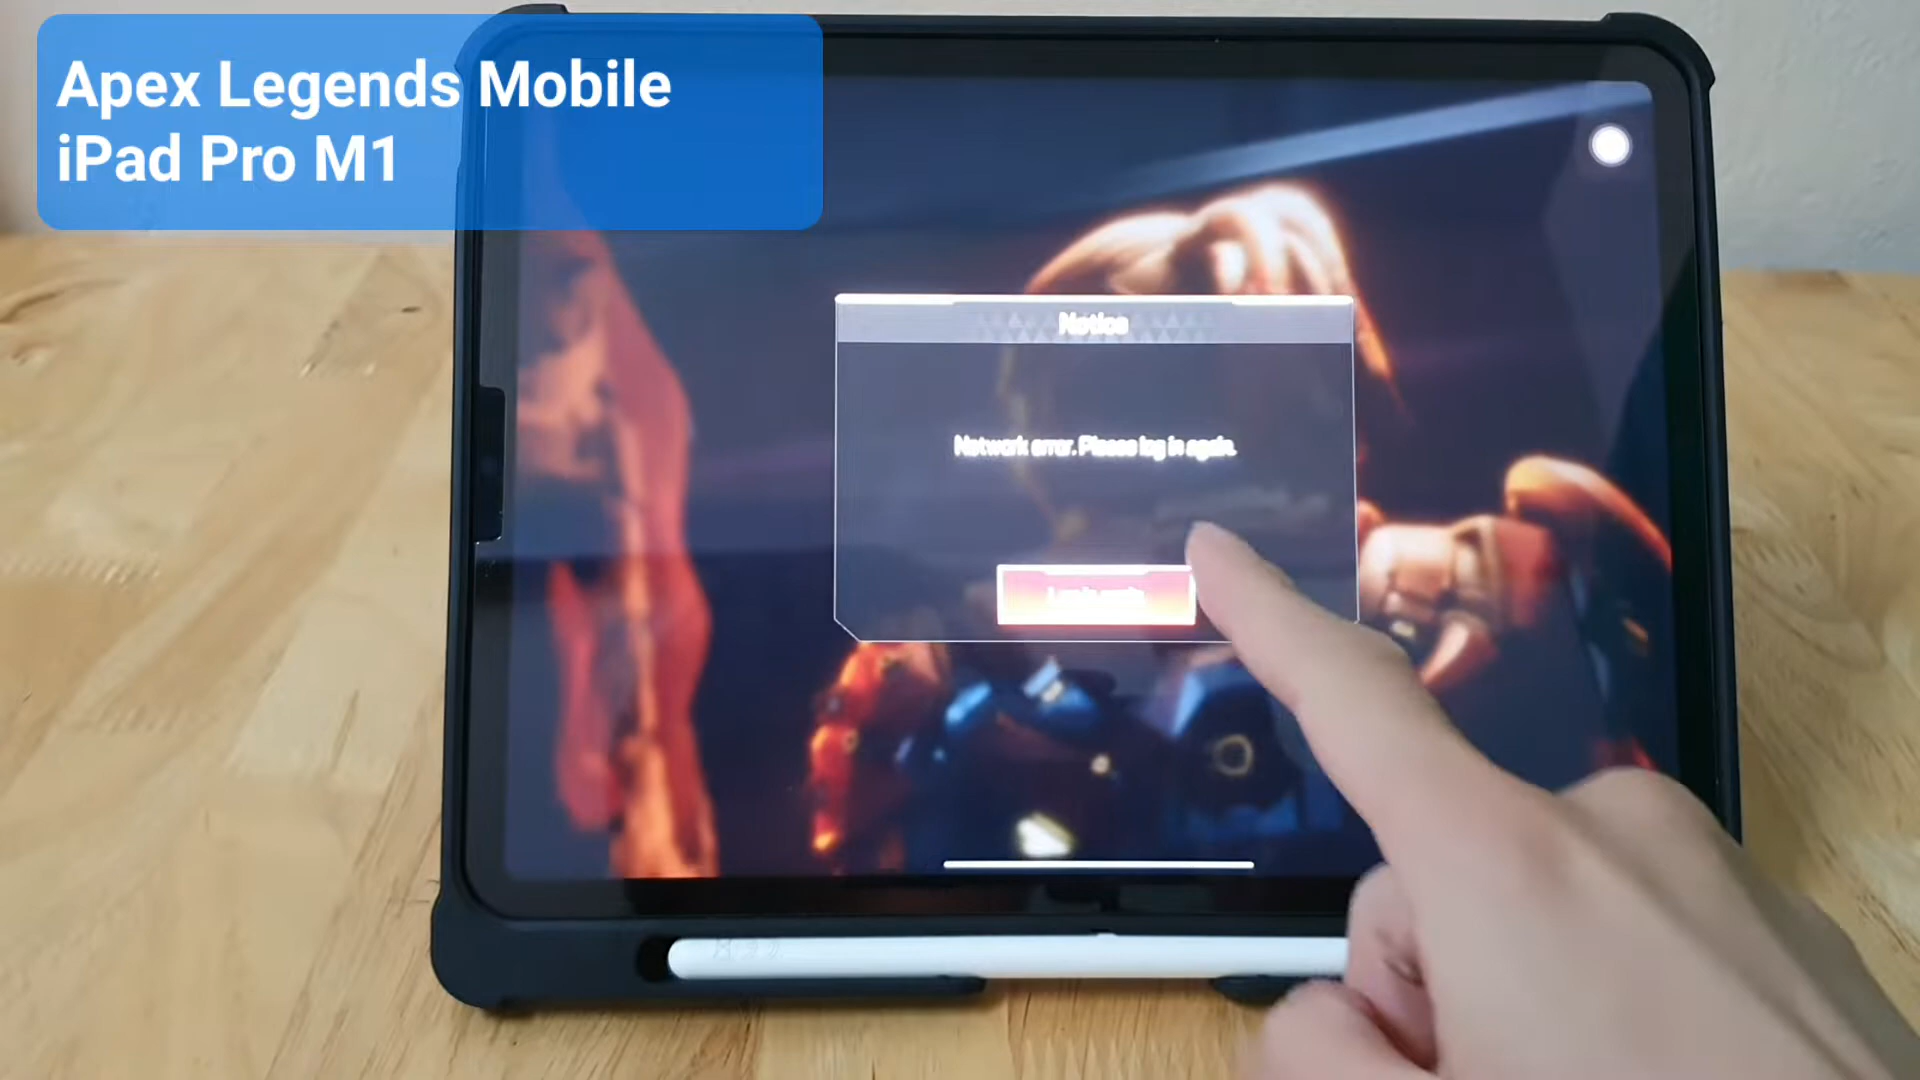 Apex Legends Mobile
iPad Pro M1
Notice
Network error. Please log in again.